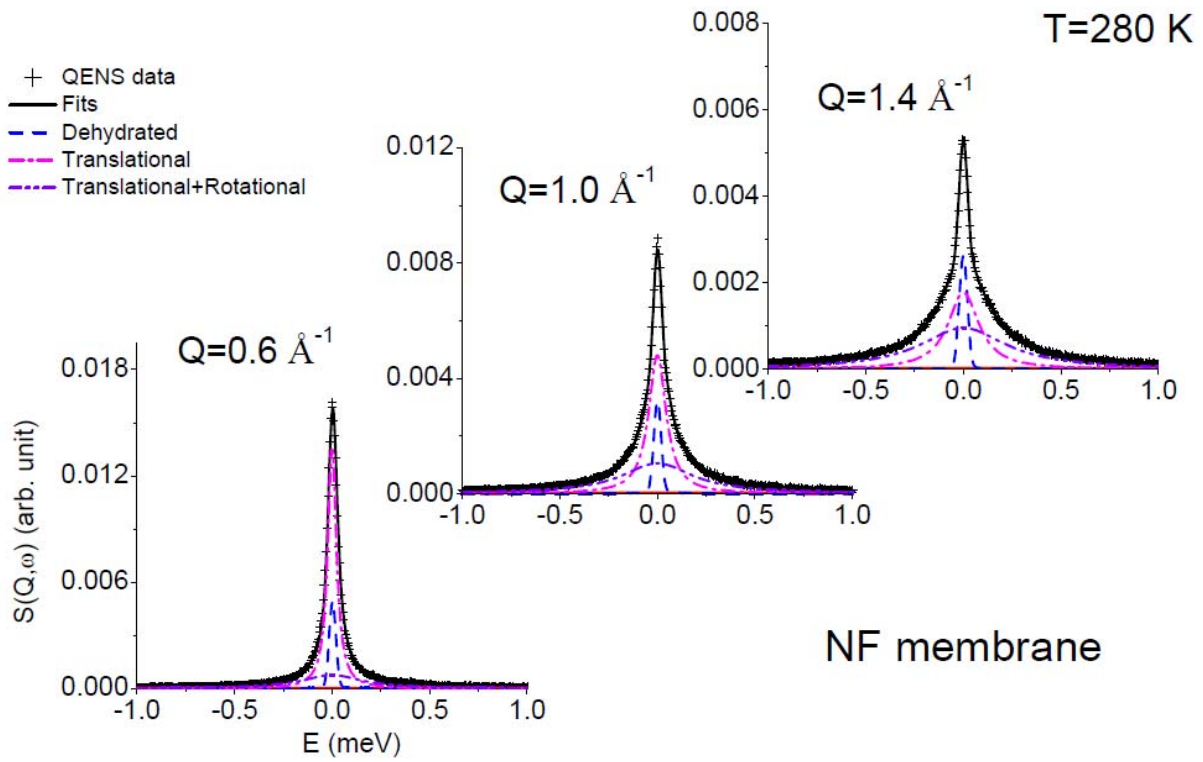 T=280 K
QENS data
Fits
Dehydrated
Translational
Translational+Rotational
Q=1.4 Å⁻¹
0.008
0.006
0.004
0.002
0.000
-1.0 -0.5 0.0 0.5 1.0
Q=1.0 Å⁻¹
0.012
0.008
0.004
0.000
-1.0 -0.5 0.0 0.5 1.0
Q=0.6 Å⁻¹
0.018
0.012
0.006
0.000
-1.0 -0.5 0.0 0.5 1.0
S(Q,ω) (arb. unit)
E (meV)
NF membrane